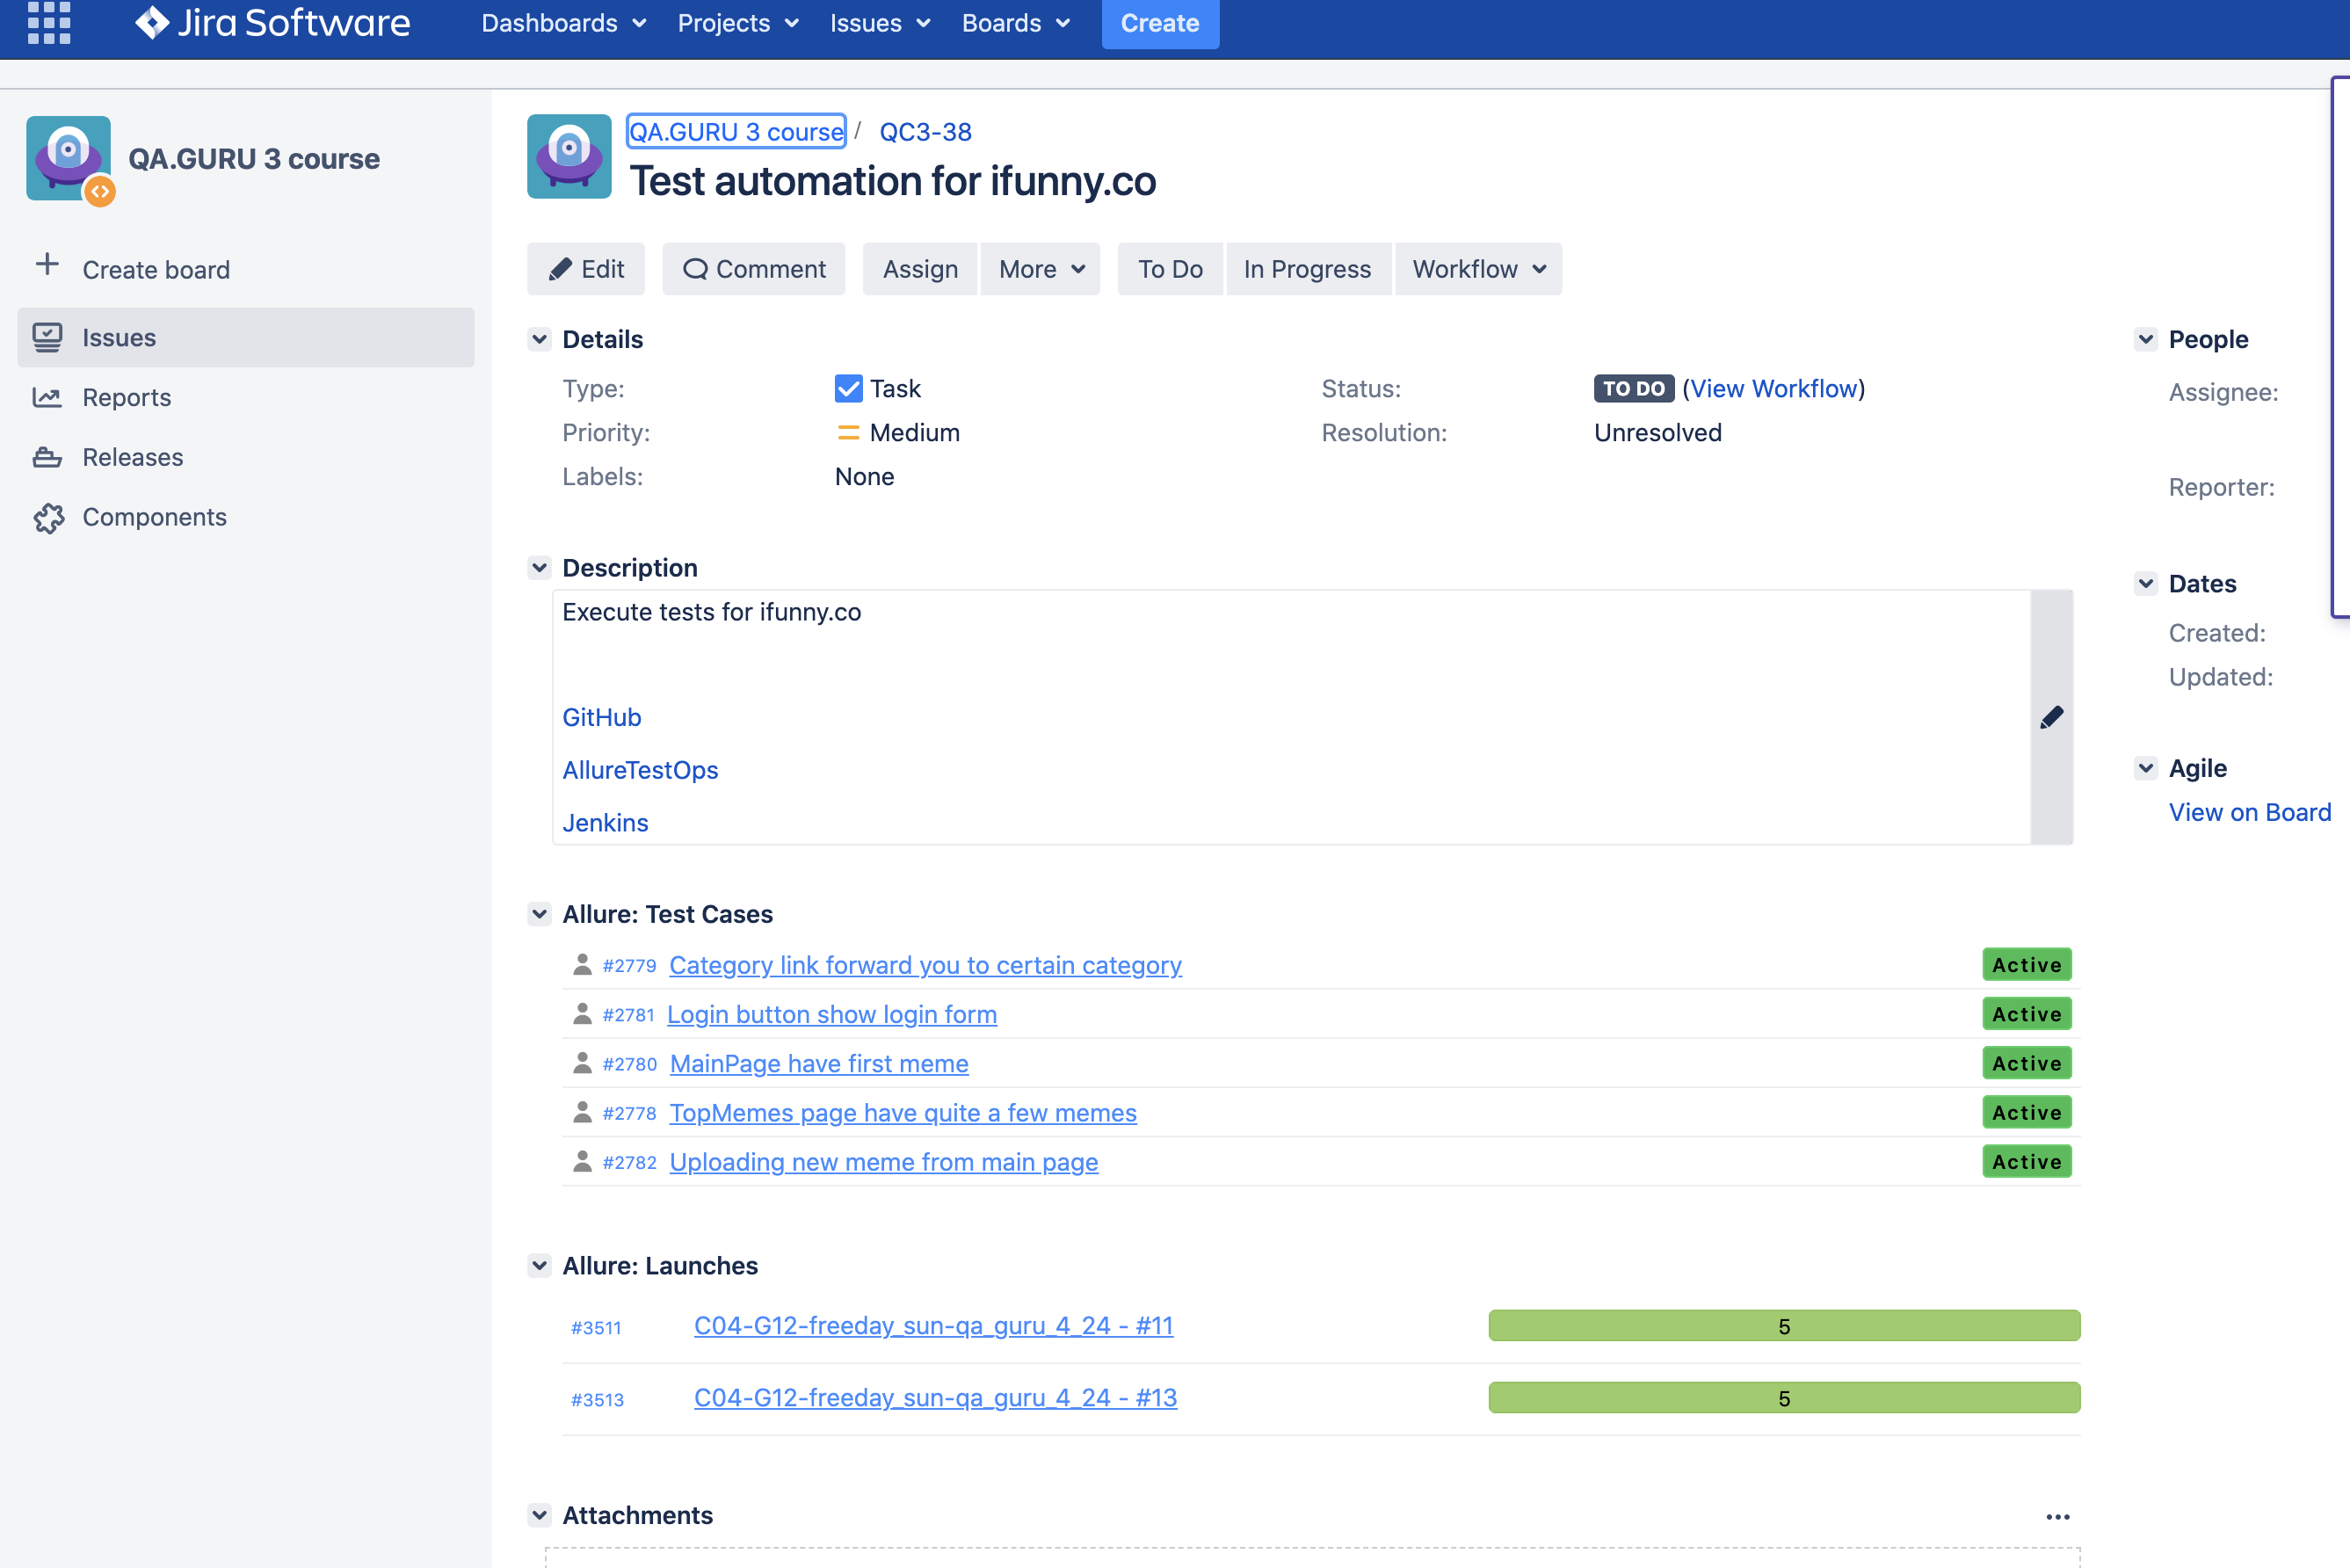 Jira Software Dashboards Projects Issues Boards Create
QA.GURU 3 course
Create board
Issues
Reports
Releases
Components
QA.GURU 3 course / QC3-38
Test automation for ifunny.co
Edit Comment Assign More To Do In Progress Workflow
Details
Type: Task
Priority: Medium
Labels: None
Status: TO DO (View Workflow)
Resolution: Unresolved
Description
Execute tests for ifunny.co
GitHub
AllureTestOps
Jenkins
Allure: Test Cases
#2779 Category link forward you to certain category Active
#2781 Login button show login form Active
#2780 MainPage have first meme Active
#2778 TopMemes page have quite a few memes Active
#2782 Uploading new meme from main page Active
Allure: Launches
#3511 C04-G12-freeday_sun-qa_guru_4_24 - #11 5
#3513 C04-G12-freeday_sun-qa_guru_4_24 - #13 5
Attachments
People
Assignee:
Reporter:
Dates
Created:
Updated:
Agile
View on Board